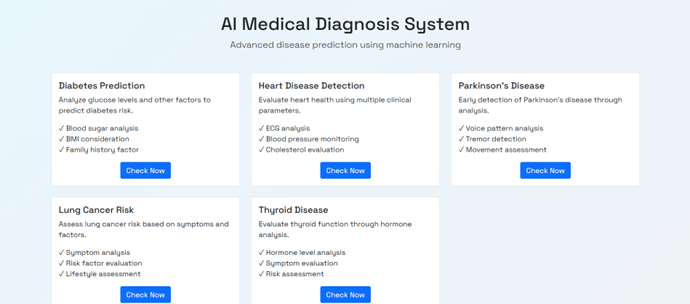 AI Medical Diagnosis System
Advanced disease prediction using machine learning
Diabetes Prediction
Analyze glucose levels and other factors to
predict diabetes risk.
✓ Blood sugar analysis
✓ BMI consideration
✓ Family history factor
Check Now
Heart Disease Detection
Evaluate heart health using multiple clinical
parameters.
✓ ECG analysis
✓ Blood pressure monitoring
✓ Cholesterol evaluation
Check Now
Parkinson's Disease
Early detection of Parkinson's disease through
analysis.
✓ Voice pattern analysis
✓ Tremor detection
✓ Movement assessment
Check Now
Lung Cancer Risk
Assess lung cancer risk based on symptoms and
factors.
✓ Symptom analysis
✓ Risk factor evaluation
✓ Lifestyle assessment
Check Now
Thyroid Disease
Evaluate thyroid function through hormone
analysis.
✓ Hormone level analysis
✓ Symptom evaluation
✓ Risk assessment
Check Now